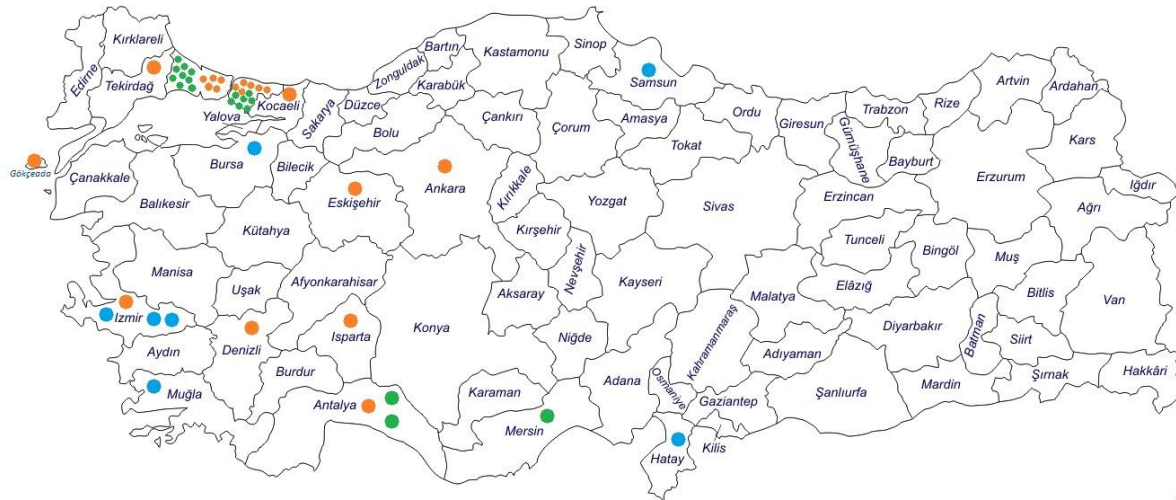 Kırklareli
Edirne
Tekirdağ
Kocaeli
Yalova
Sakarya
Düzce
Bolu
Zonguldak
Bartın
Karabük
Kastamonu
Sinop
Samsun
Çankırı
Çorum
Amasya
Tokat
Ordu
Giresun
Gümüşhane
Trabzon
Rize
Artvin
Ardahan
Kars
Bayburt
Erzurum
Iğdır
Ağrı
Gökçeada
Çanakkale
Balıkesir
Bursa
Bilecik
Eskişehir
Ankara
Kırıkkale
Kırşehir
Yozgat
Sivas
Erzincan
Tunceli
Bingöl
Muş
Bitlis
Van
Kütahya
Manisa
Uşak
Afyonkarahisar
Izmir
Aydın
Denizli
Isparta
Burdur
Muğla
Antalya
Konya
Aksaray
Nevşehir
Kayseri
Niğde
Karaman
Mersin
Adana
Osmaniye
Kahramanmaraş
Malatya
Elâzığ
Adıyaman
Diyarbakır
Batman
Siirt
Şırnak
Hakkâri
Mardin
Şanlıurfa
Gaziantep
Kilis
Hatay